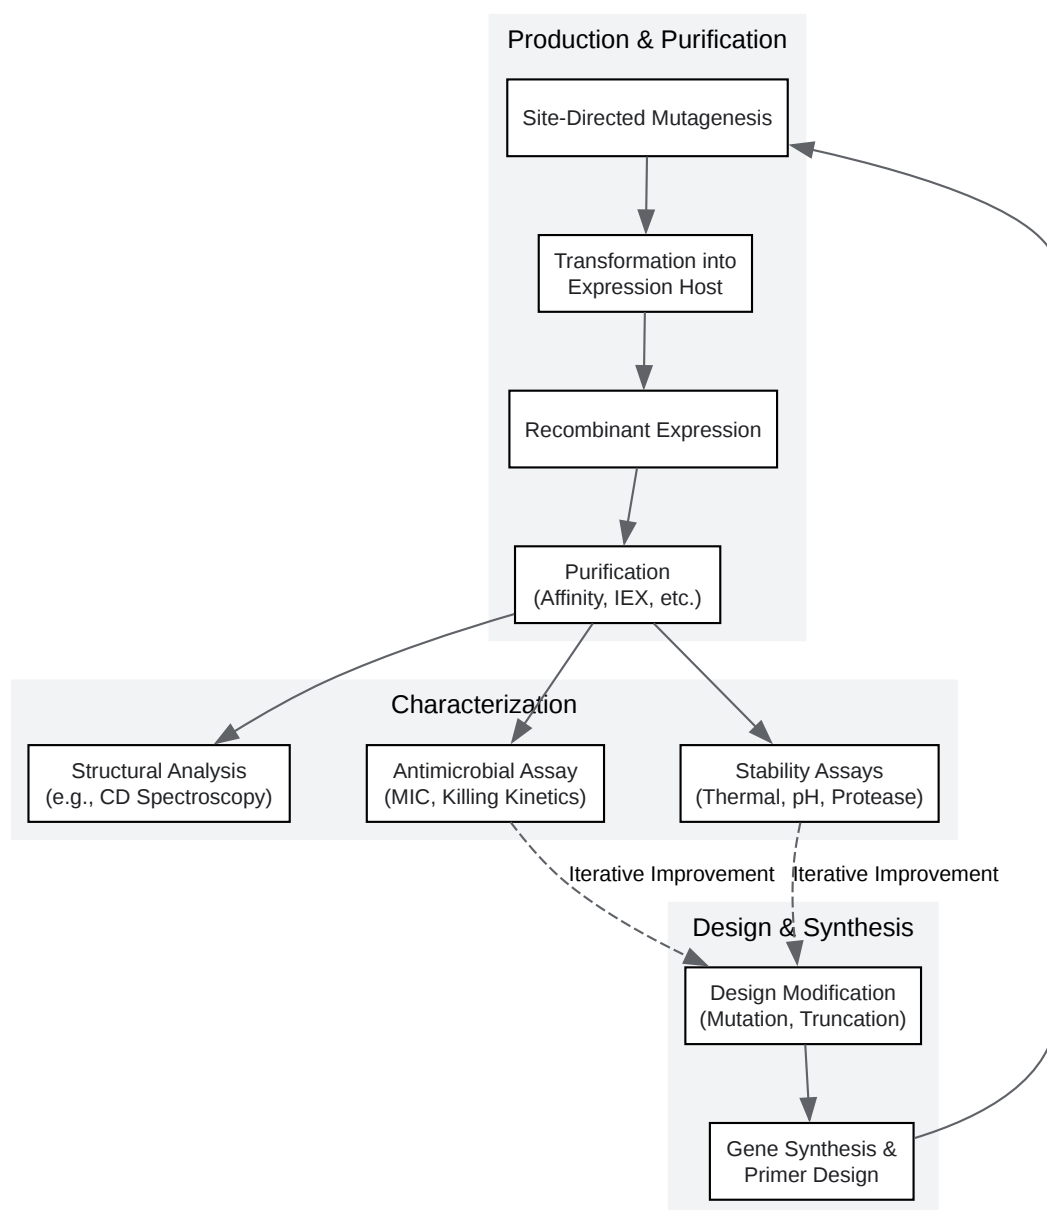 Production & Purification
Site-Directed Mutagenesis
Transformation into
Expression Host
Recombinant Expression
Purification
(Affinity, IEX, etc.)
Characterization
Structural Analysis
(e.g., CD Spectroscopy)
Antimicrobial Assay
(MIC, Killing Kinetics)
Stability Assays
(Thermal, pH, Protease)
Iterative Improvement
Iterative Improvement
Design & Synthesis
Design Modification
(Mutation, Truncation)
Gene Synthesis &
Primer Design